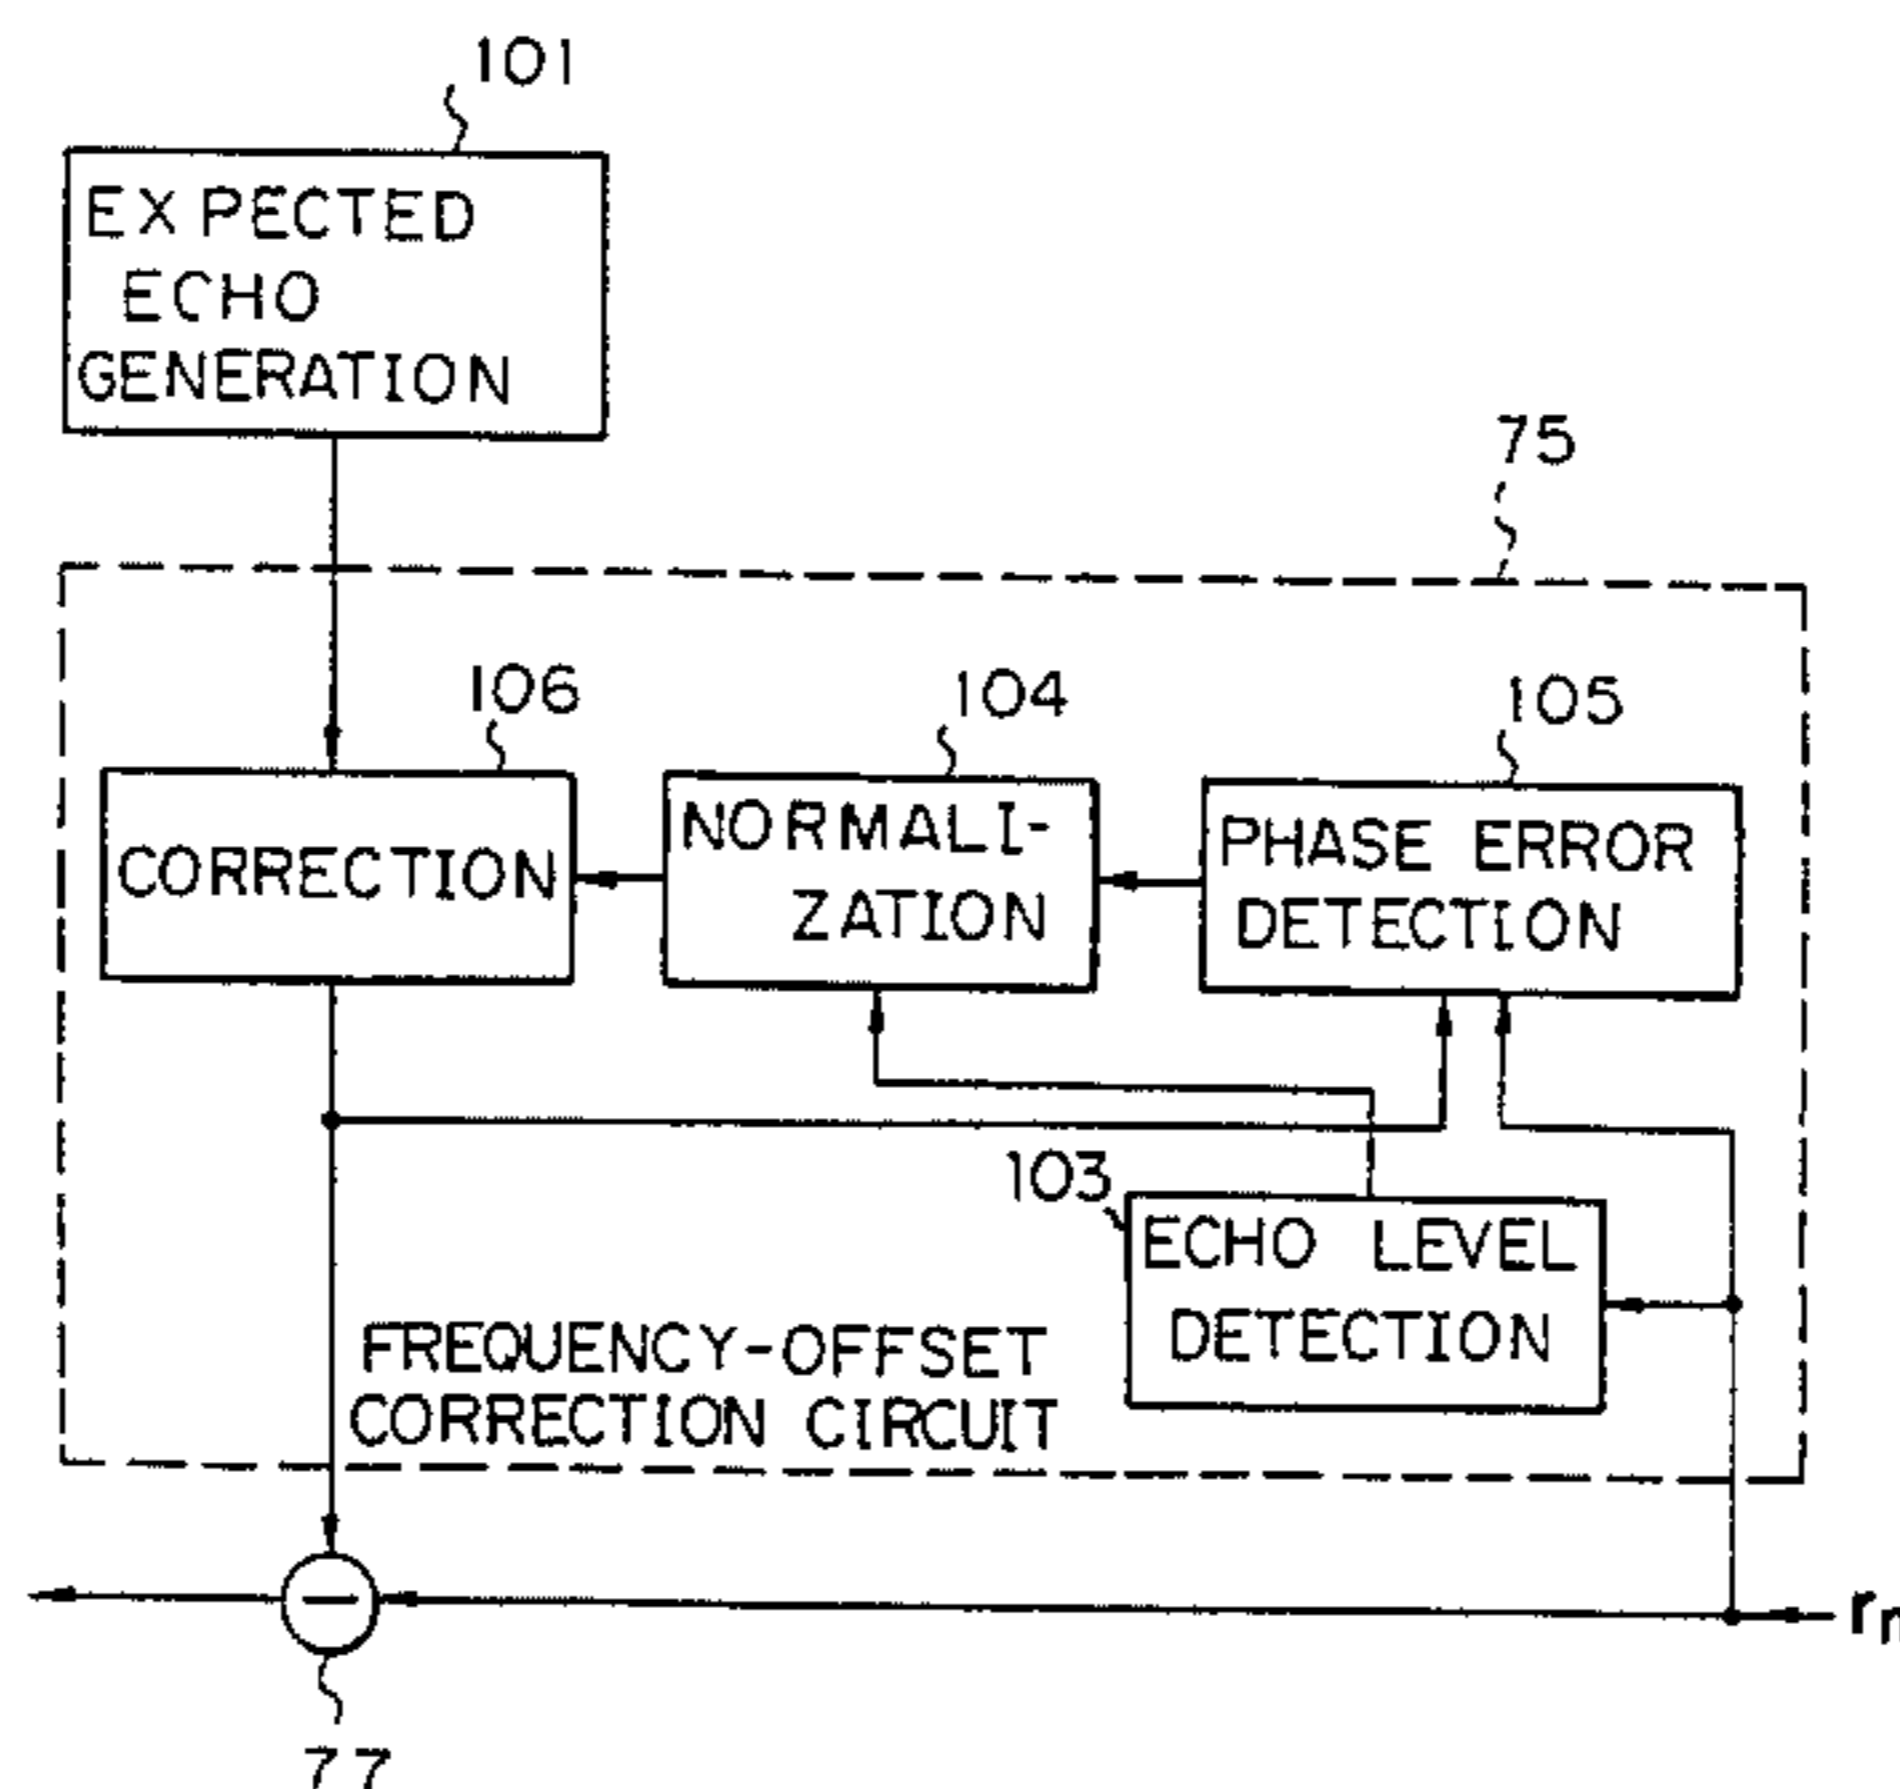 101
EXPECTED
ECHO
GENERATION
75
106
104
105
CORRECTION
NORMALI-
ZATION
PHASE ERROR
DETECTION
103
ECHO LEVEL
DETECTION
FREQUENCY-OFFSET
CORRECTION CIRCUIT
rn
77